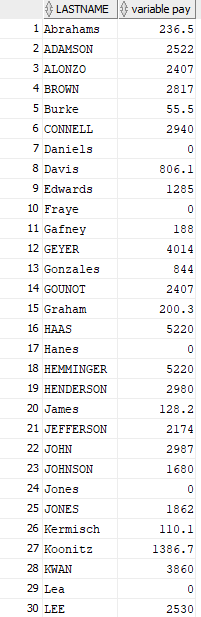 LASTNAME variable pay
1 Abrahams 236.5
2 ADAMSON 2522
3 ALONZO 2407
4 BROWN 2817
5 Burke 55.5
6 CONNELL 2940
7 Daniels 0
8 Davis 806.1
9 Edwards 1285
10 Fraye 0
11 Gafney 188
12 GEYER 4014
13 Gonzales 844
14 GOUNOT 2407
15 Graham 200.3
16 HAAS 5220
17 Hanes 0
18 HEMMINGER 5220
19 HENDERSON 2980
20 James 128.2
21 JEFFERSON 2174
22 JOHN 2987
23 JOHNSON 1680
24 Jones 0
25 JONES 1862
26 Kermisch 110.1
27 Koonitz 1386.7
28 KWAN 3860
29 Lea 0
30 LEE 2530